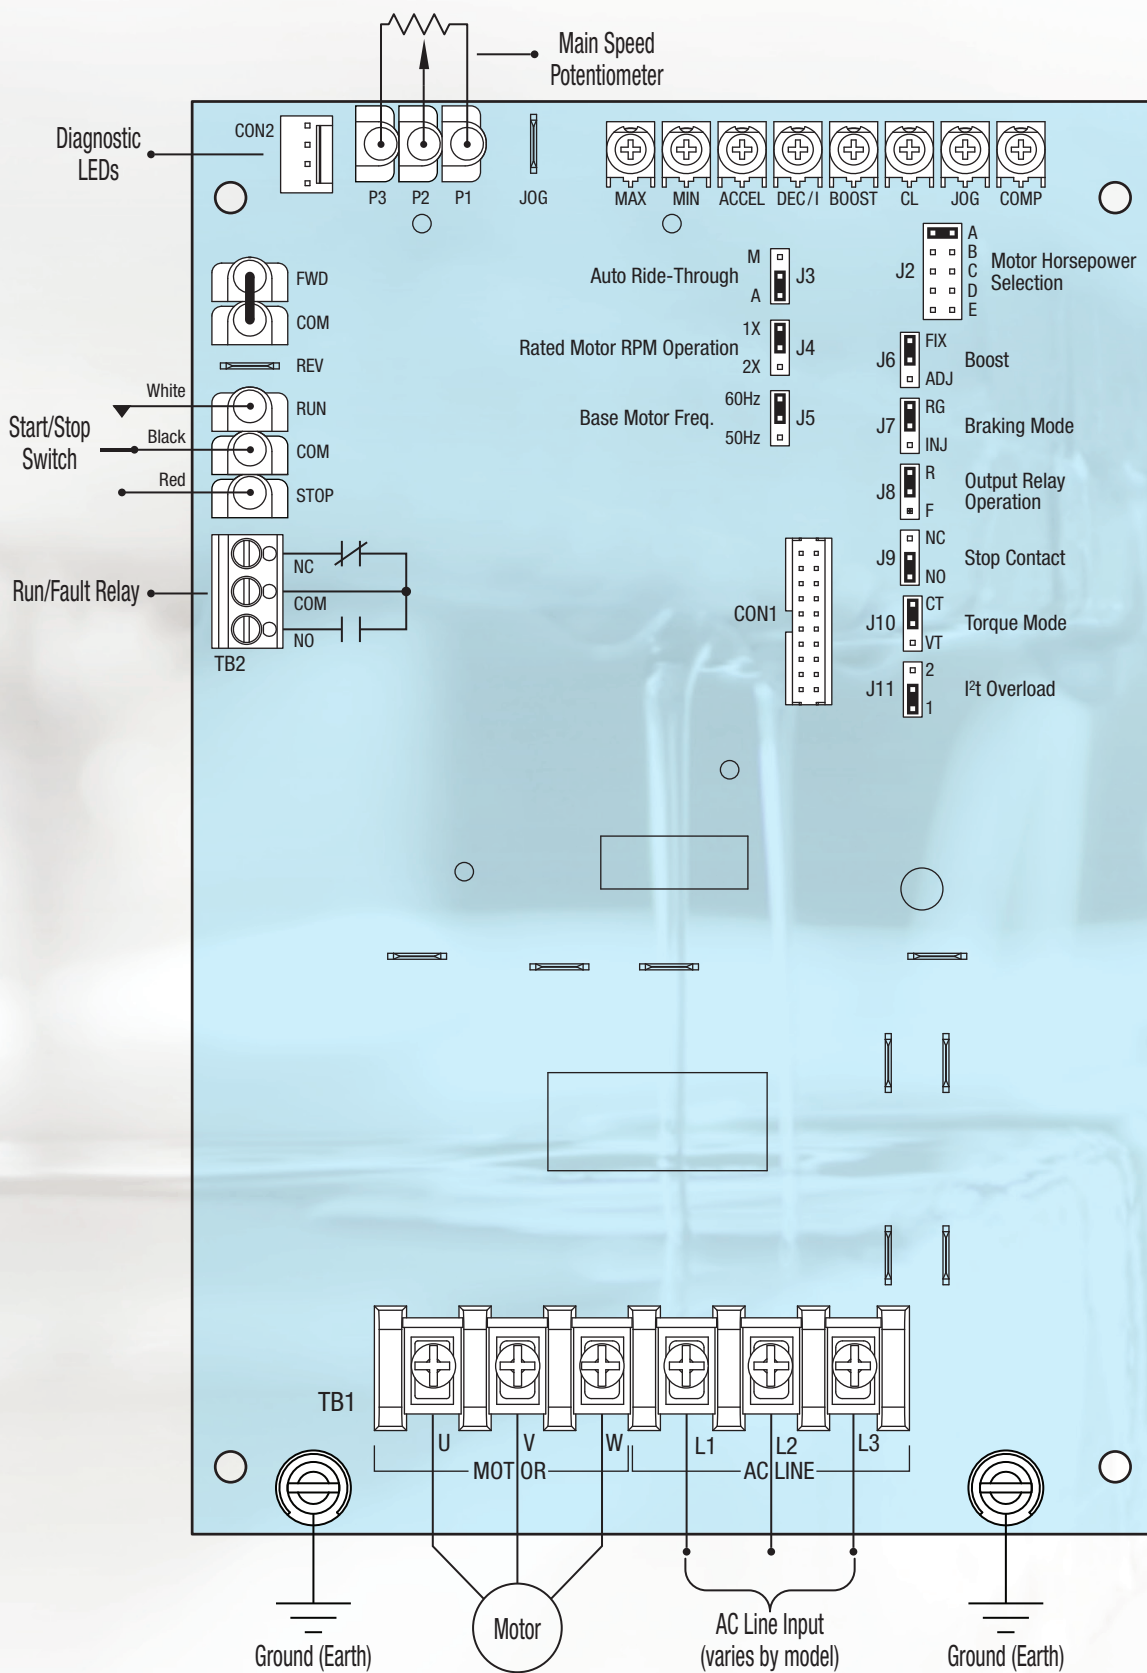 Main Speed
Potentiometer
Diagnostic
LEDs
CON2
P3 P2 P1 JOG
MAX MIN ACCEL DEC/I BOOST CL JOG COMP
FWD
COM
REV
White
RUN
Start/Stop
Switch
Black
COM
Red
STOP
Auto Ride-Through
M
A
J3
Rated Motor RPM Operation
1X
2X
J4
Base Motor Freq.
60Hz
50Hz
J5
J2
A
B
C
D
E
Motor Horsepower
Selection
J6
FIX
ADJ
Boost
J7
RG
INJ
Braking Mode
J8
R
F
Output Relay
Operation
J9
NC
NO
Stop Contact
J10
CT
VT
Torque Mode
J11
2
1
I²t Overload
Run/Fault Relay
NC
COM
NO
TB2
CON1
TB1
U V W L1 L2 L3
MOTOR AC LINE
Motor
AC Line Input
(varies by model)
Ground (Earth)
Ground (Earth)